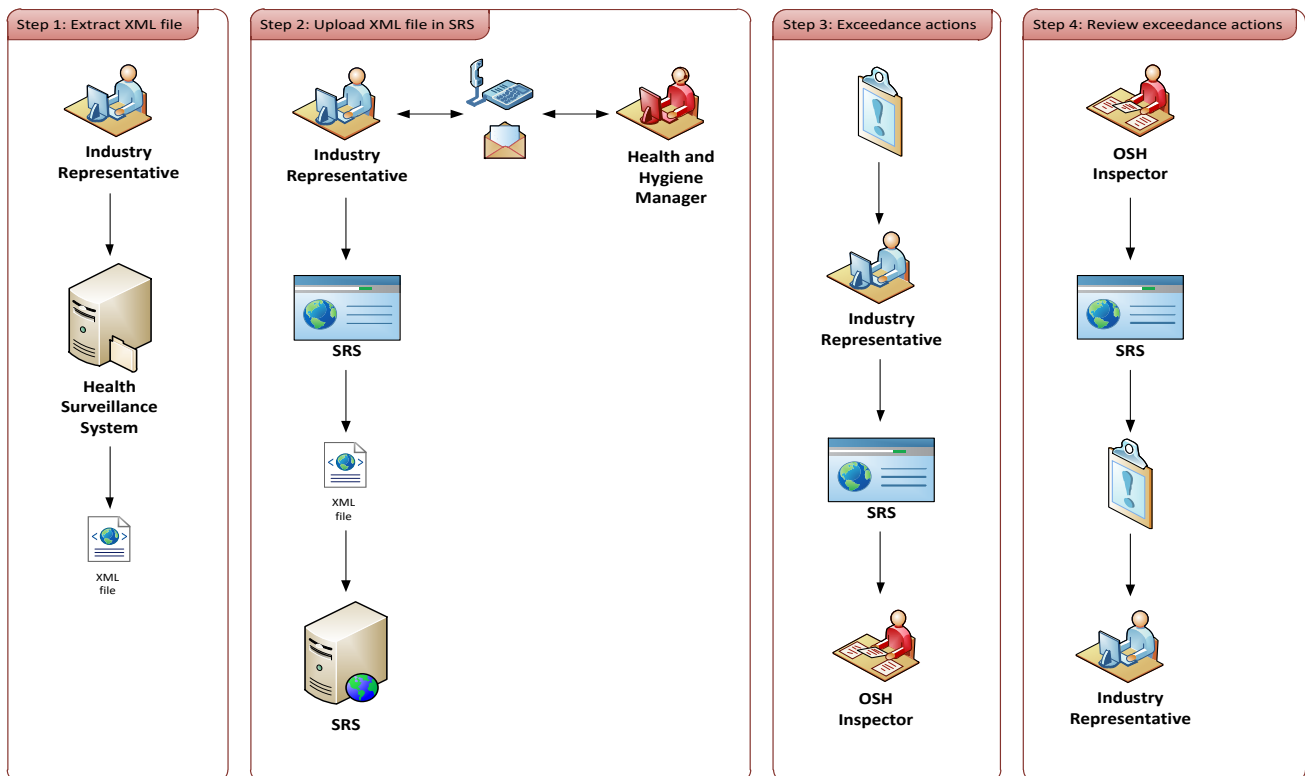 Step 1: Extract XML file
Industry
Representative
Health
Surveillance
System
XML
file
Step 2: Upload XML file in SRS
Industry
Representative
Health and
Hygiene
Manager
SRS
XML
file
SRS
Step 3: Exceedance actions
Industry
Representative
SRS
OSH
Inspector
Step 4: Review exceedance actions
OSH
Inspector
SRS
Industry
Representative